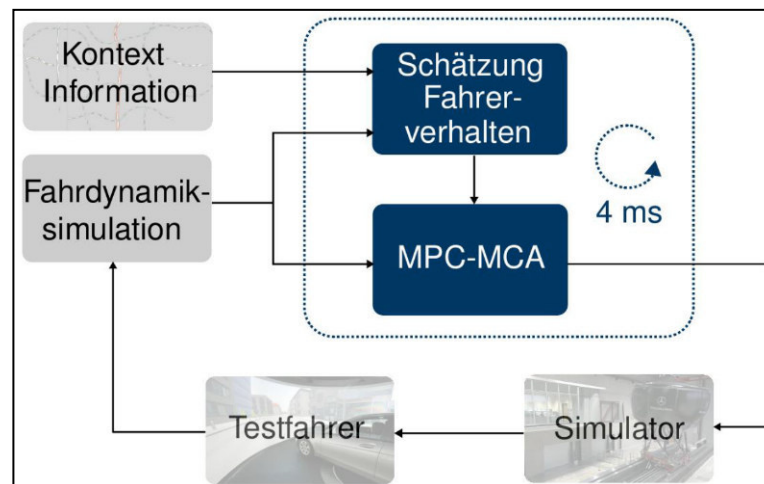 Kontext
Information
Schätzung
Fahrer-
verhalten
4 ms
Fahrdynamik-
simulation
MPC-MCA
Testfahrer
Simulator